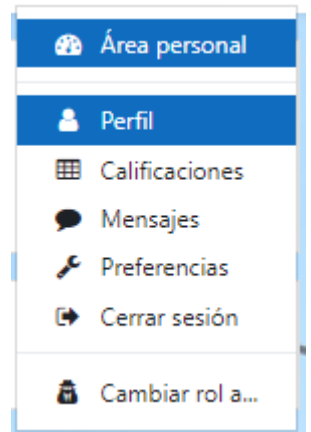 Área personal
Perfil
Calificaciones
Mensajes
Preferencias
Cerrar sesión
Cambiar rol a...